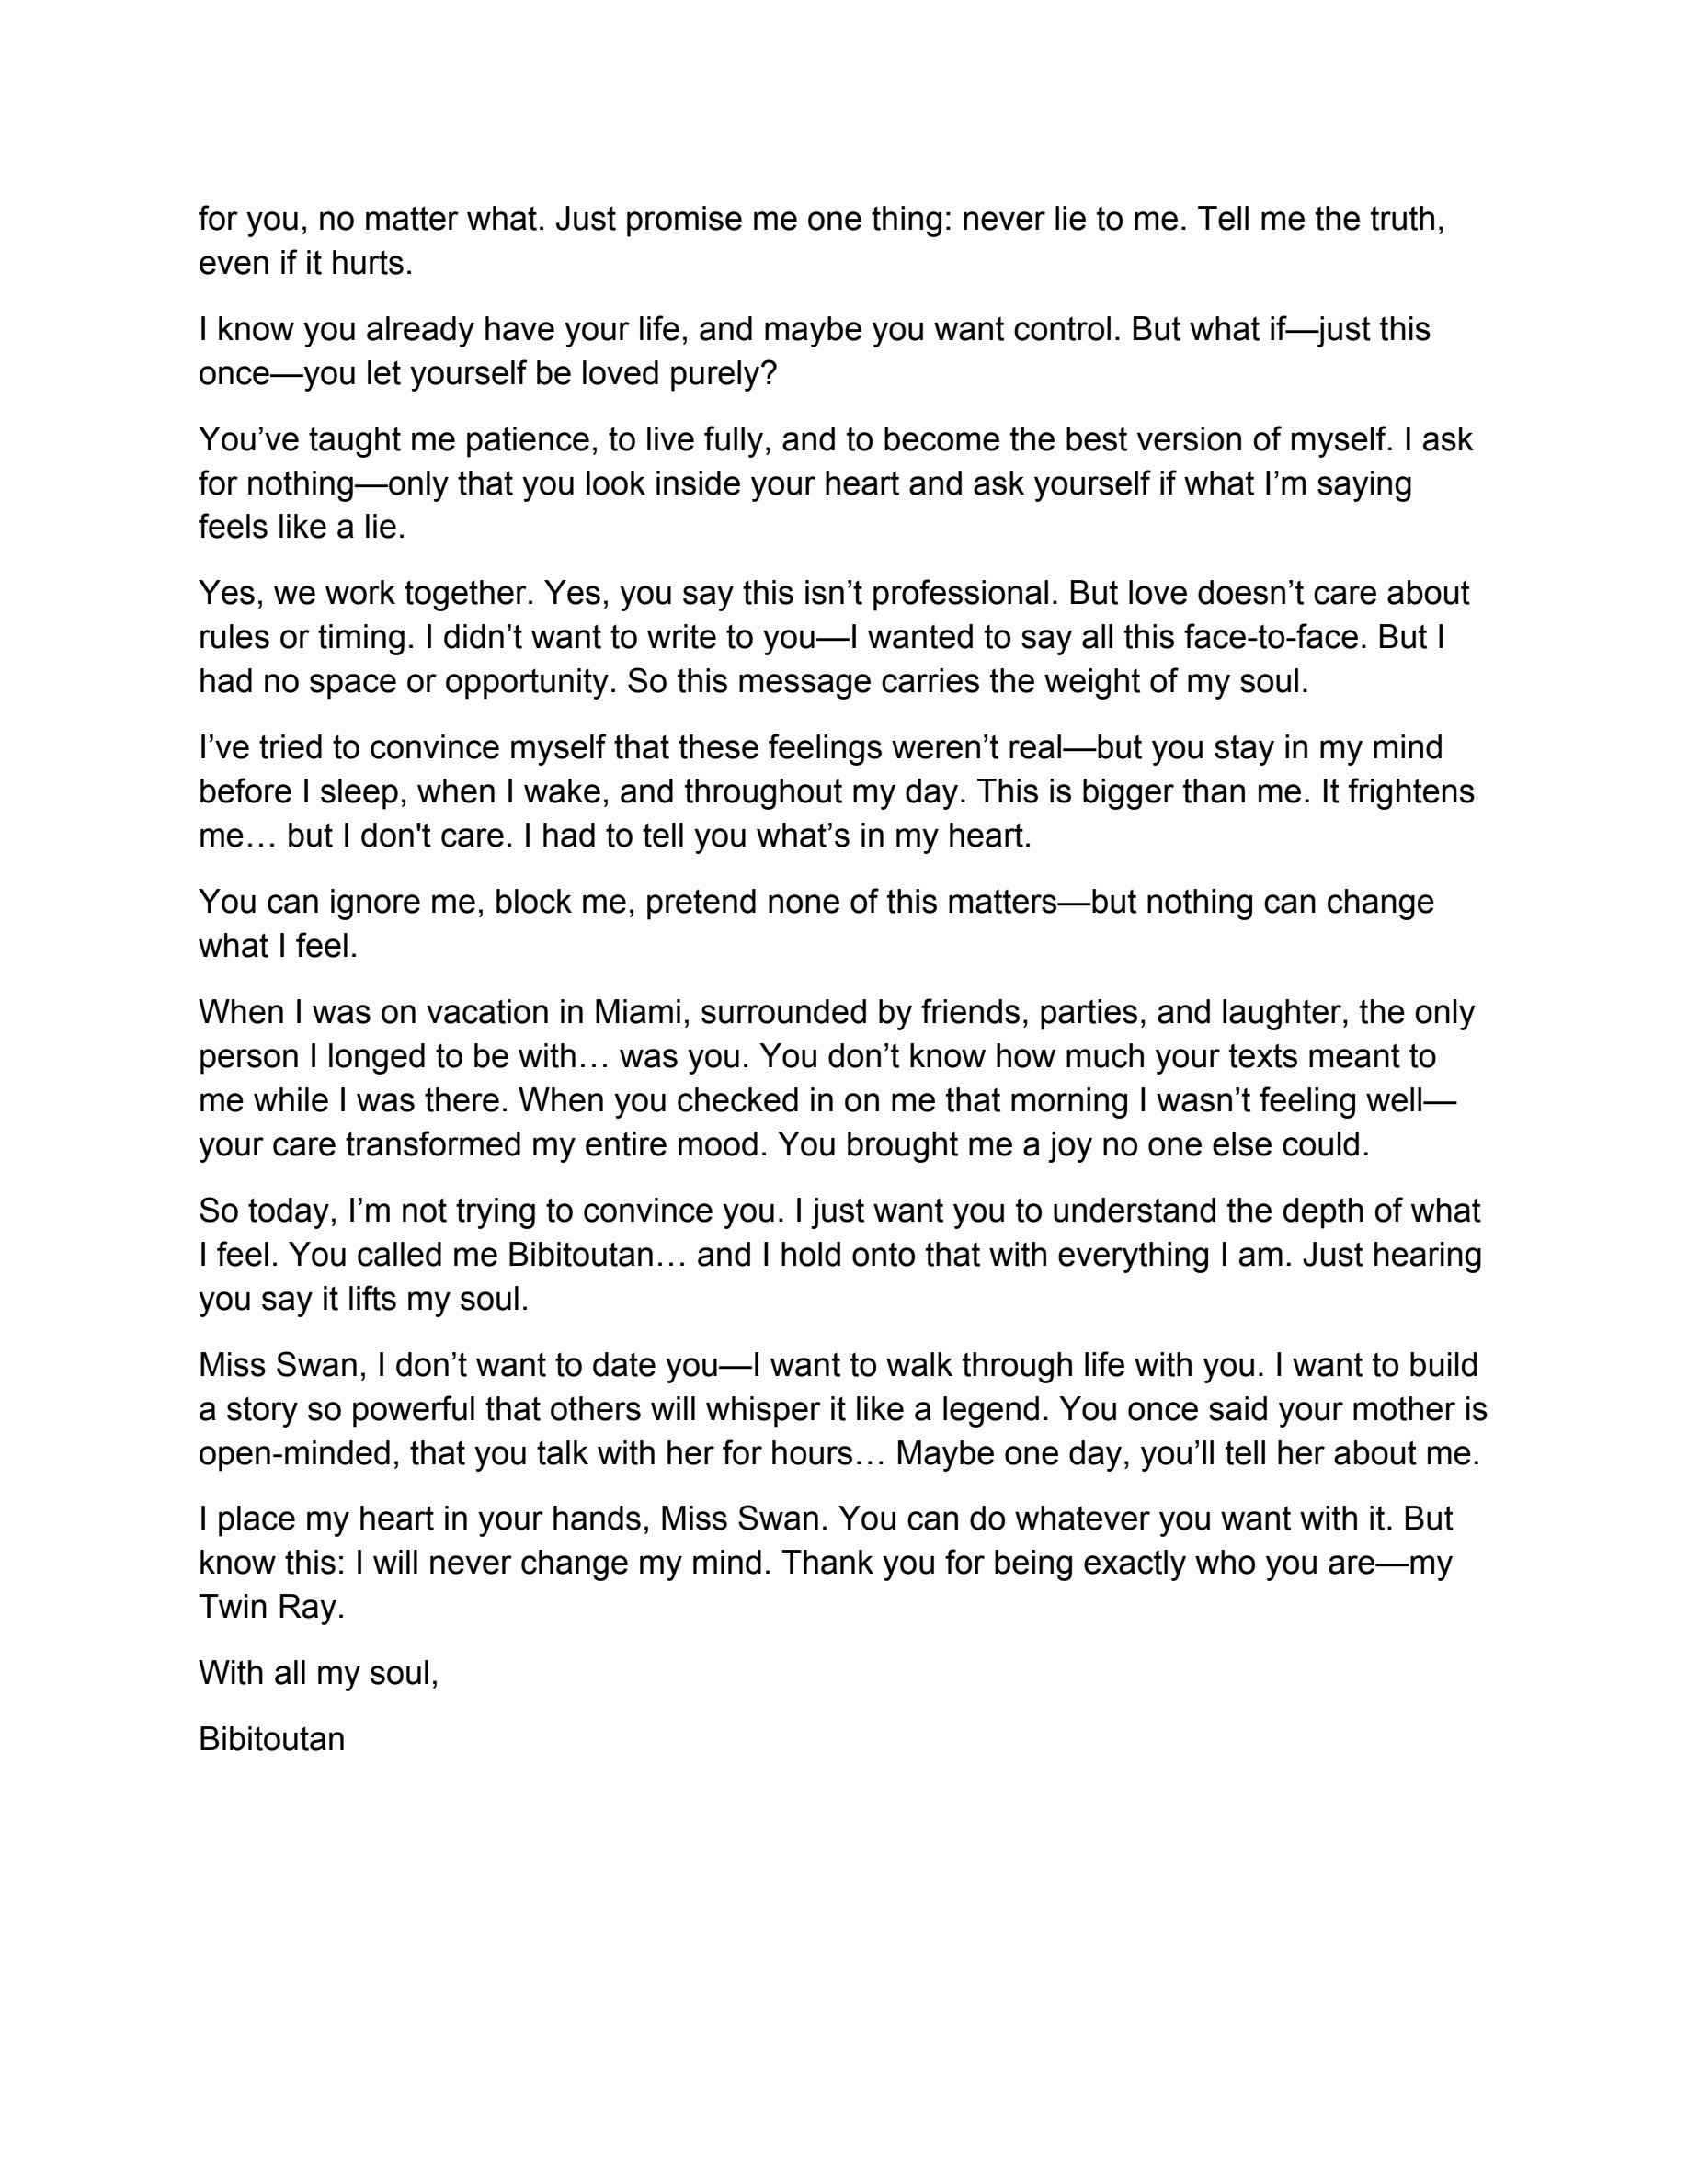 for you, no matter what. Just promise me one thing: never lie to me. Tell me the truth,
even if it hurts.
I know you already have your life, and maybe you want control. But what if—just this
once—you let yourself be loved purely?
You’ve taught me patience, to live fully, and to become the best version of myself. I ask
for nothing—only that you look inside your heart and ask yourself if what I’m saying
feels like a lie.
Yes, we work together. Yes, you say this isn’t professional. But love doesn’t care about
rules or timing. I didn’t want to write to you—I wanted to say all this face-to-face. But I
had no space or opportunity. So this message carries the weight of my soul.
I’ve tried to convince myself that these feelings weren’t real—but you stay in my mind
before I sleep, when I wake, and throughout my day. This is bigger than me. It frightens
me… but I don't care. I had to tell you what’s in my heart.
You can ignore me, block me, pretend none of this matters—but nothing can change
what I feel.
When I was on vacation in Miami, surrounded by friends, parties, and laughter, the only
person I longed to be with… was you. You don’t know how much your texts meant to
me while I was there. When you checked in on me that morning I wasn’t feeling well—
your care transformed my entire mood. You brought me a joy no one else could.
So today, I’m not trying to convince you. I just want you to understand the depth of what
I feel. You called me Bibitoutan… and I hold onto that with everything I am. Just hearing
you say it lifts my soul.
Miss Swan, I don’t want to date you—I want to walk through life with you. I want to build
a story so powerful that others will whisper it like a legend. You once said your mother is
open-minded, that you talk with her for hours… Maybe one day, you’ll tell her about me.
I place my heart in your hands, Miss Swan. You can do whatever you want with it. But
know this: I will never change my mind. Thank you for being exactly who you are—my
Twin Ray.
With all my soul,
Bibitoutan